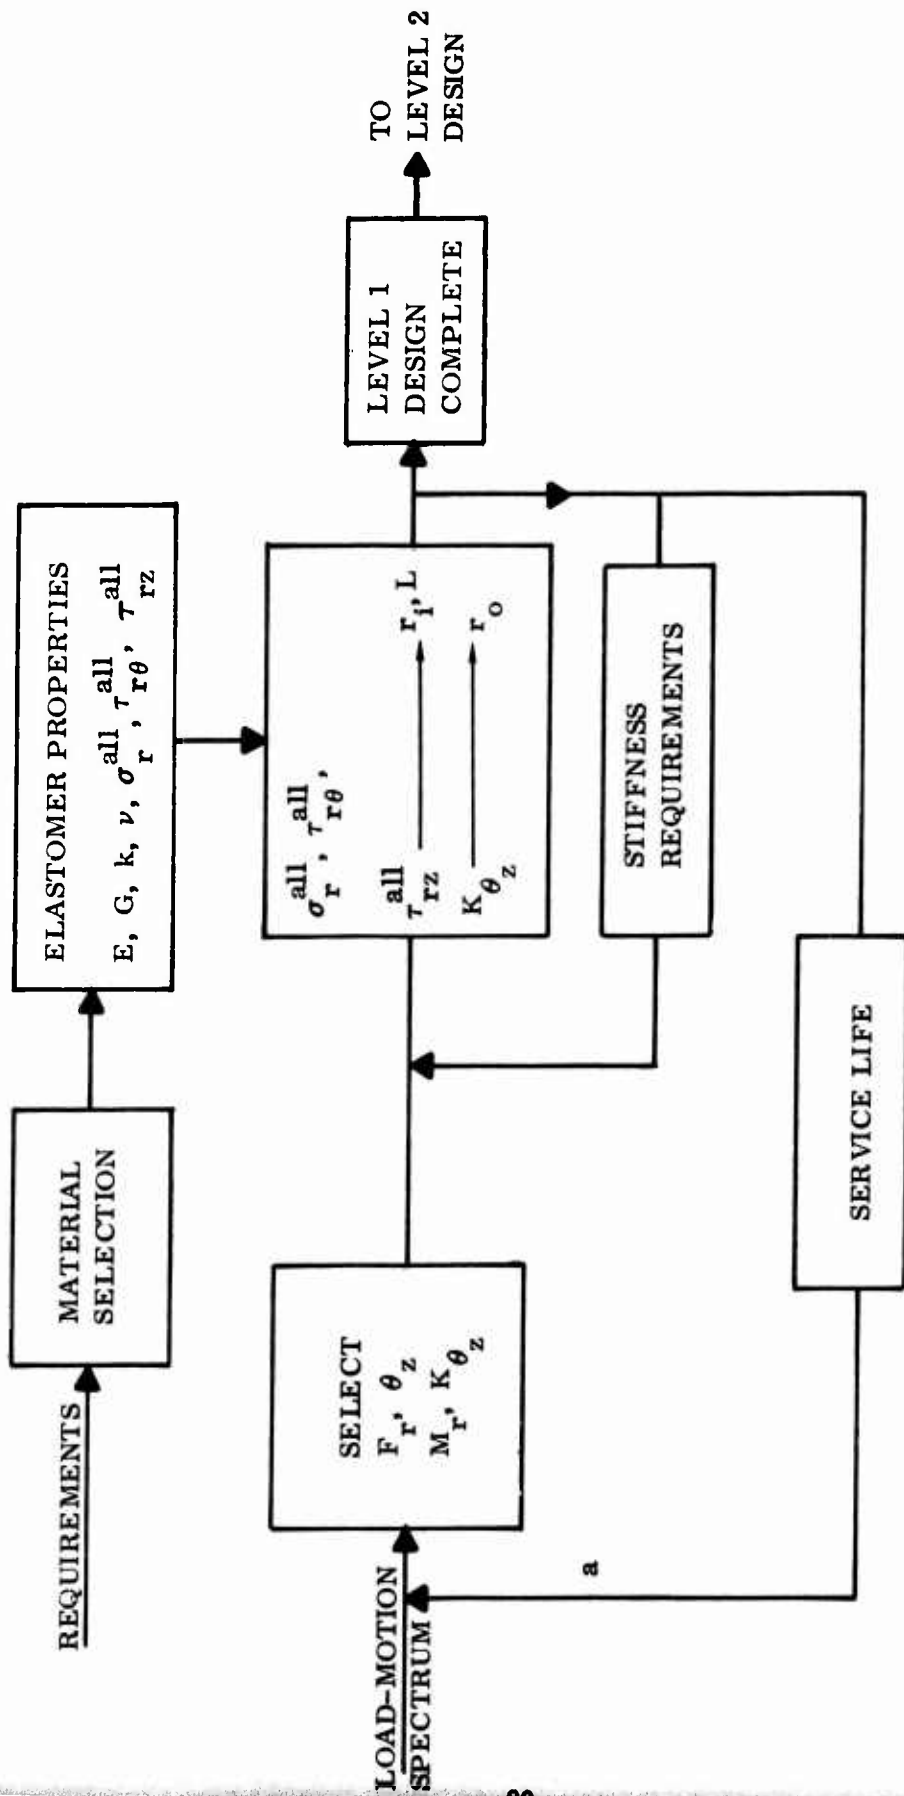 REQUIREMENTS
MATERIAL
SELECTION
ELASTOMER PROPERTIES
E, G, k, ν, σ_r^all, τ_rθ^all, τ_rz^all
LOAD-MOTION
SPECTRUM
SELECT
F_r, θ_z
M_r, K_θ_z
σ_r^all, τ_rθ^all,
τ_rz^all → r_i, L
K_θ_z → r_o
LEVEL 1
DESIGN
COMPLETE
TO
LEVEL 2
DESIGN
STIFFNESS
REQUIREMENTS
a
SERVICE LIFE